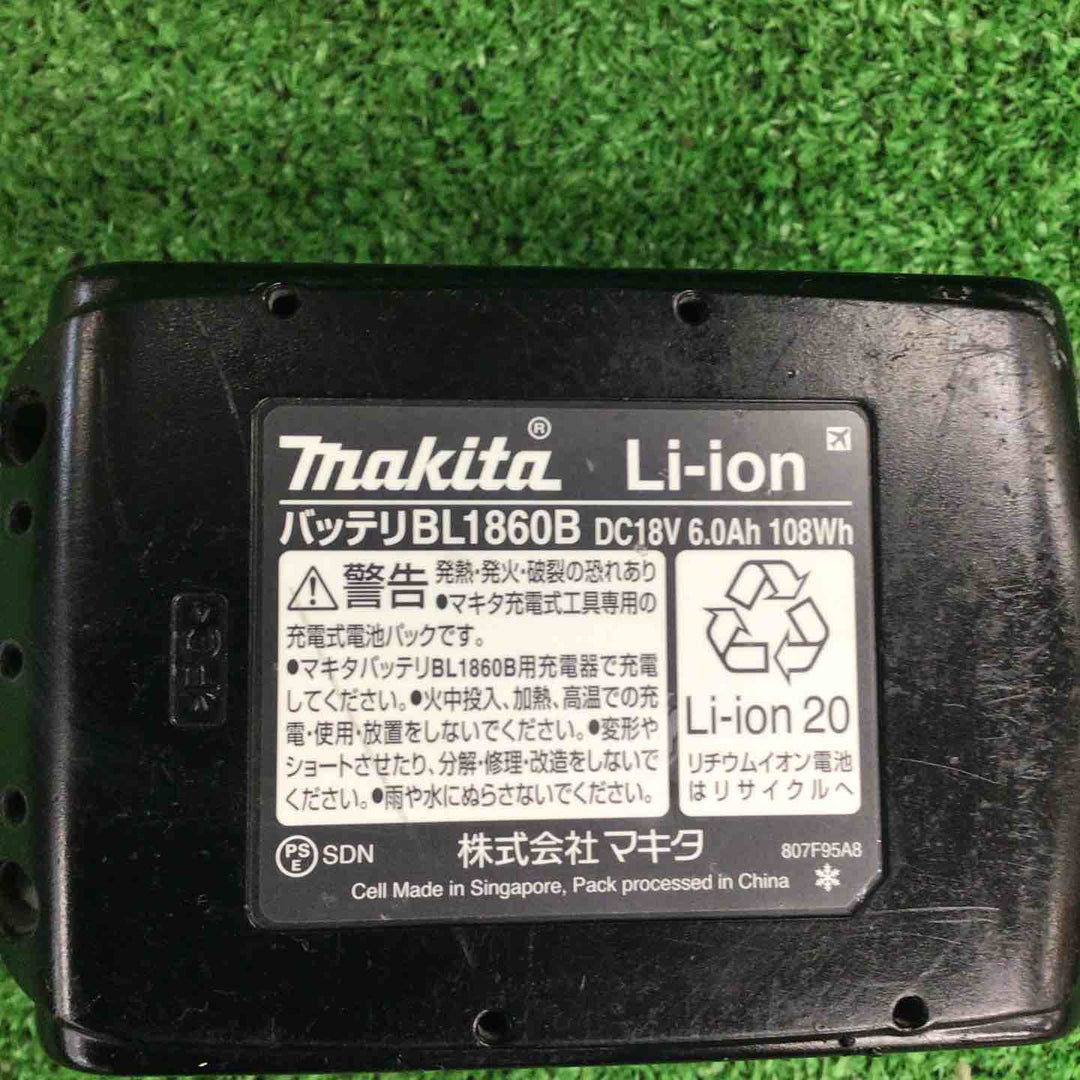 makita® Li-ion
バッテリBL1860B DC18V 6.0Ah 108Wh
警告 発熱・発火・破裂の恐れあり
●マキタ充電式工具専用の
充電式電池パックです。
●マキタバッテリBL1860B用充電器で充電
してください。●火中投入、加熱、高温での充
電・使用・放置をしないでください。●変形や
ショートさせたり、分解・修理・改造をしないで
ください。●雨や水にぬらさないでください。
Li-ion 20
リチウムイオン電池
はリサイクルへ
PSE SDN 株式会社マキタ 807F95A8
Cell Made in Singapore, Pack processed in China